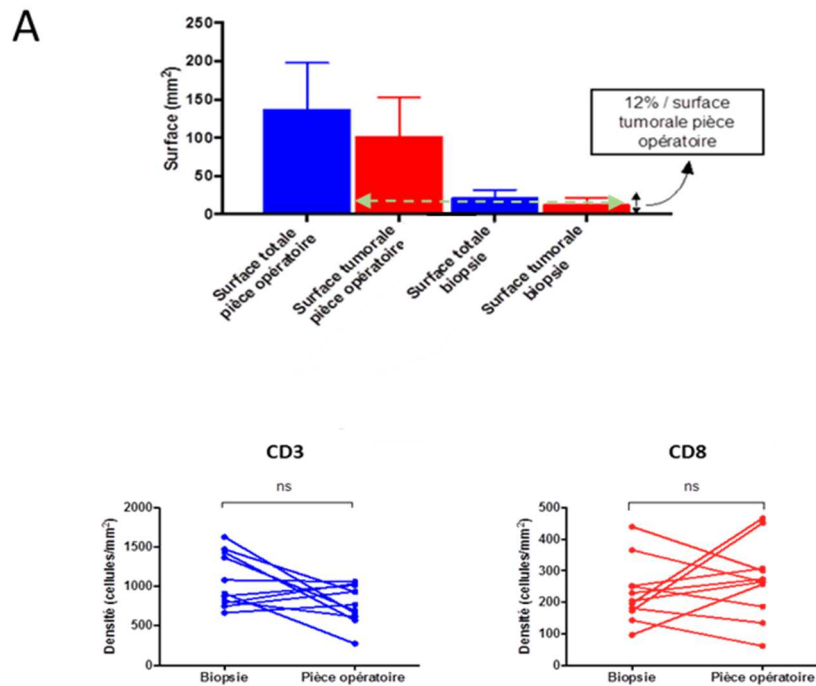 A
250
200
150
100
50
0
Surface (mm²)
12% / surface
tumorale pièce
opératoire
Surface totale
pièce opératoire
Surface tumorale
pièce opératoire
Surface totale
biopsie
Surface tumorale
biopsie
CD3
ns
2000
1500
1000
500
0
Densité (cellules/mm²)
Biopsie
Pièce opératoire
CD8
ns
500
400
300
200
100
0
Densité (cellules/mm²)
Biopsie
Pièce opératoire